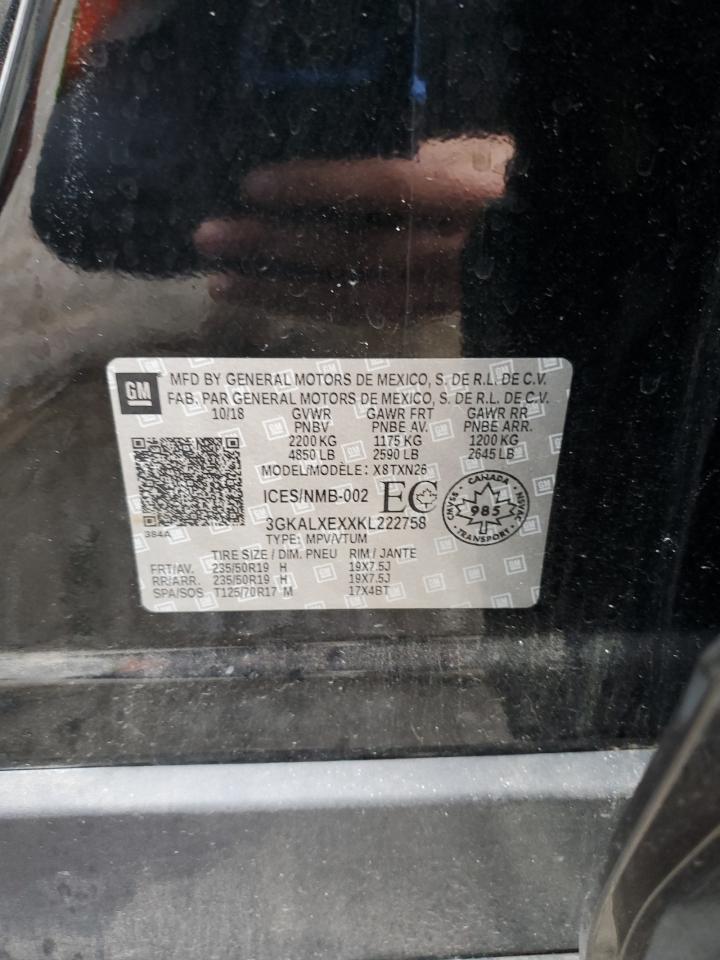 GM
MFD BY GENERAL MOTORS DE MEXICO, S. DE R.L. DE C.V.
FAB. PAR GENERAL MOTORS DE MEXICO, S. DE R.L. DE C.V.
10/18 GVWR GAWR FRT GAWR RR
PNBV PNBE AV. PNBE ARR.
2200 KG 1175 KG 1200 KG
4850 LB 2590 LB 2645 LB
MODEL/MODÈLE: X8TXN26
ICES/NMB-002 EC
CANADA
CMVSS 985 NSVAC
TRANSPORT
384A
3GKALXEXXKL222758
TYPE: MPV/VTUM
TIRE SIZE / DIM. PNEU RIM / JANTE
FRT/AV. 235/50R19 H 19X7.5J
RR/ARR. 235/50R19 H 19X7.5J
SPA/SOS T125/70R17 M 17X4BT